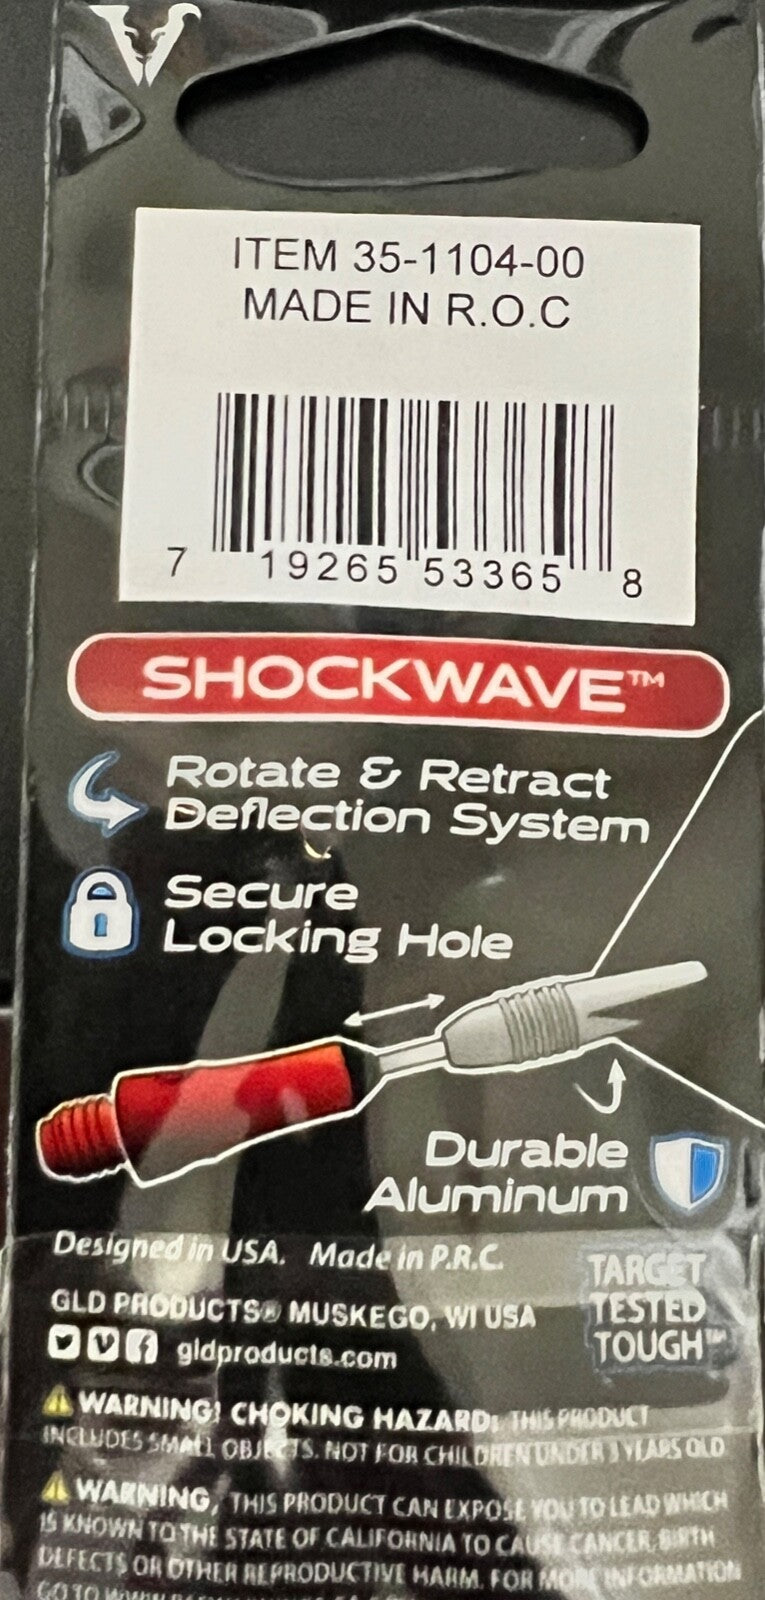 ITEM 35-1104-00
MADE IN R.O.C
7 19265 53365 8
SHOCKWAVE™
Rotate & Retract
Deflection System
Secure
Locking Hole
Durable
Aluminum
Designed in USA. Made in P.R.C.
GLD PRODUCTS® MUSKEGO, WI USA
gldproducts.com
TARGET
TESTED
TOUGH™
WARNING! CHOKING HAZARD: THIS PRODUCT
INCLUDES SMALL OBJECTS. NOT FOR CHILDREN UNDER 3 YEARS OLD
WARNING, THIS PRODUCT CAN EXPOSE YOU TO LEAD WHICH
IS KNOWN TO THE STATE OF CALIFORNIA TO CAUSE CANCER, BIRTH
DEFECTS OR OTHER REPRODUCTIVE HARM. FOR MORE INFORMATION
GO TO